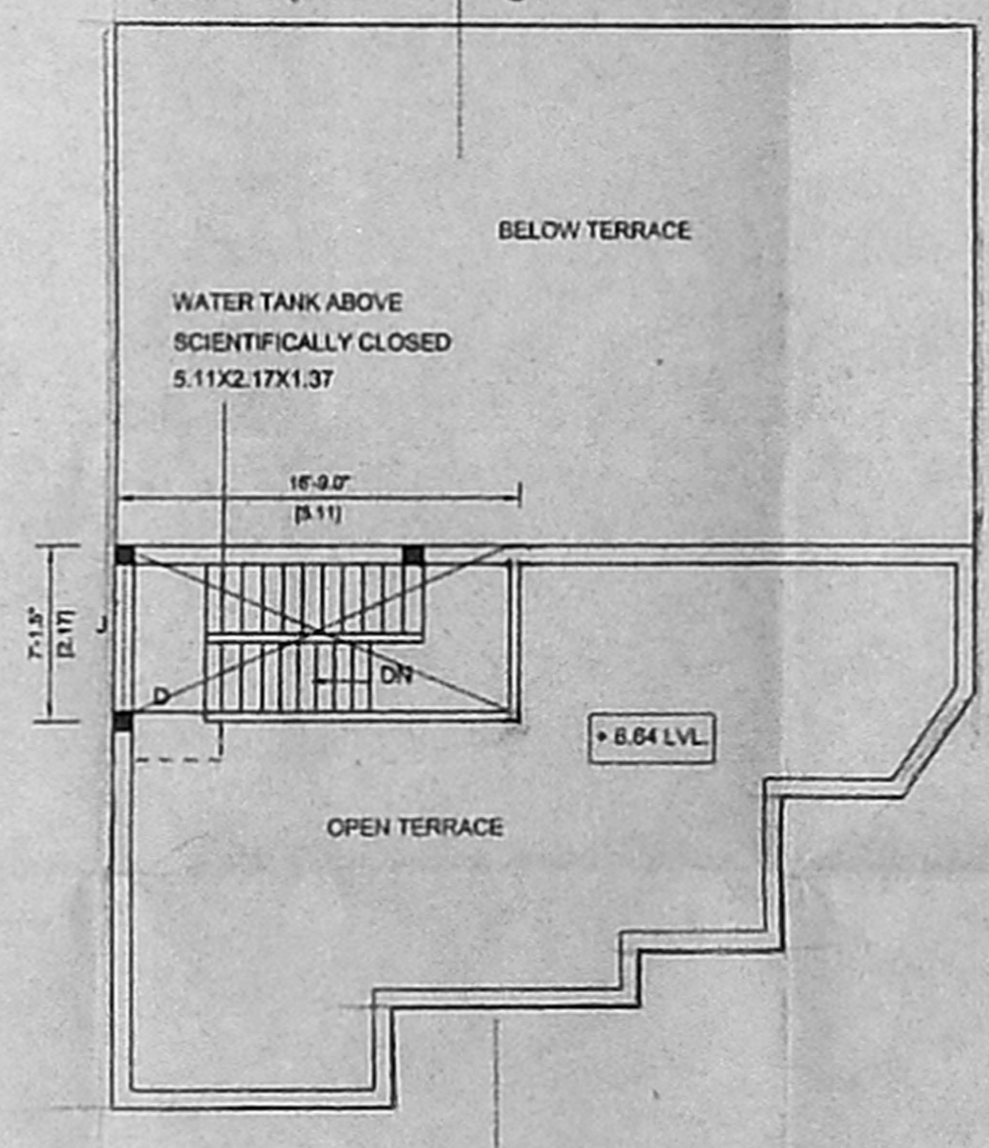 BELOW TERRACE
WATER TANK ABOVE
SCIENTIFICALLY CLOSED
5.11X2.17X1.37
16'-9.0"
[5.11]
7'-1.5"
[2.17]
J
DN
D
+ 6.64 LVL.
OPEN TERRACE